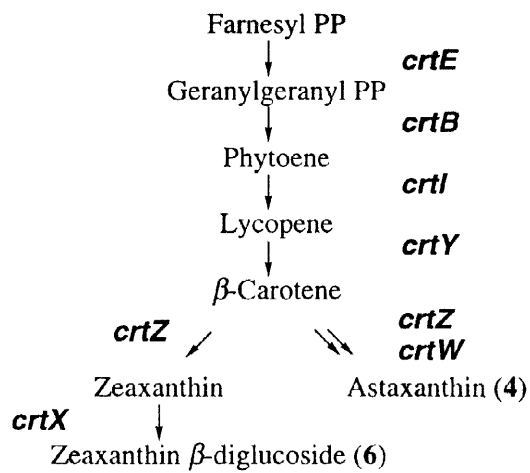 Farnesyl PP
crtE
Geranylgeranyl PP
crtB
Phytoene
crtI
Lycopene
crtY
β-Carotene
crtZ
crtZ
crtW
Zeaxanthin
Astaxanthin (4)
crtX
Zeaxanthin β-diglucoside (6)